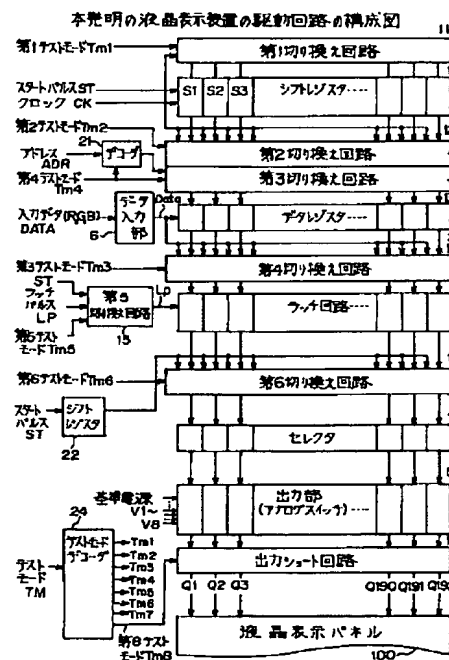 本発明の液晶表示装置の駆動回路の構成図
11
第1テストモードTm1
第1切り換え回路
スタートパルスST
クロック CK
S1 S2 S3 シフトレジスタ
第2テストモードTm2
21
アドレス
ADR
デコーダ
第2切り換え回路
第4テストモード
Tm4
第3切り換え回路
入力データ(RGB)
DATA
データ
入力
部
6
Data
データレジスタ
第3テストモードTm3
第4切り換え回路
ST
ラッチ
パルス
LP
第5テスト
モードTm5
第5
切り換え回路
15
LP
ラッチ回路
第6テストモードTm6
第6切り換え回路
スタート
パルス
ST
シフト
レジスタ
22
セレクタ
基準電源
V1~
V8
出力部
(アナログスイッチ)
24
テスト
モード
TM
テストモード
デコーダ
Tm1
Tm2
Tm3
Tm4
Tm5
Tm6
Tm7
第8テスト
モードTm8
出力ショート回路
Q1 Q2 Q3 Q190 Q191 Q192
液晶表示パネル
100